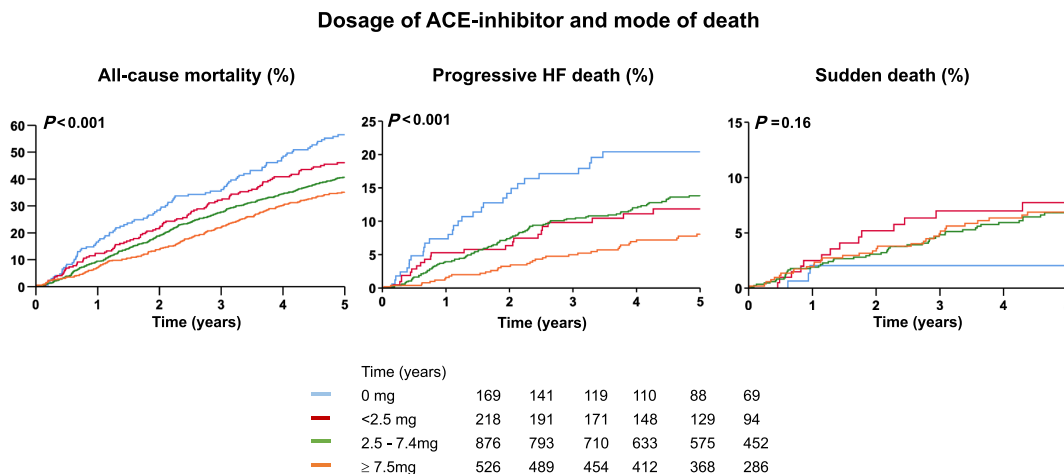 Dosage of ACE-inhibitor and mode of death
All-cause mortality (%)
P<0.001
60
50
40
30
20
10
0
0 1 2 3 4 5
Time (years)
Progressive HF death (%)
P<0.001
25
20
15
10
5
0
0 1 2 3 4 5
Time (years)
Sudden death (%)
P=0.16
15
10
5
0
0 1 2 3 4
Time (years)
Time (years)
0 mg 169 141 119 110 88 69
<2.5 mg 218 191 171 148 129 94
2.5 - 7.4mg 876 793 710 633 575 452
≥ 7.5mg 526 489 454 412 368 286